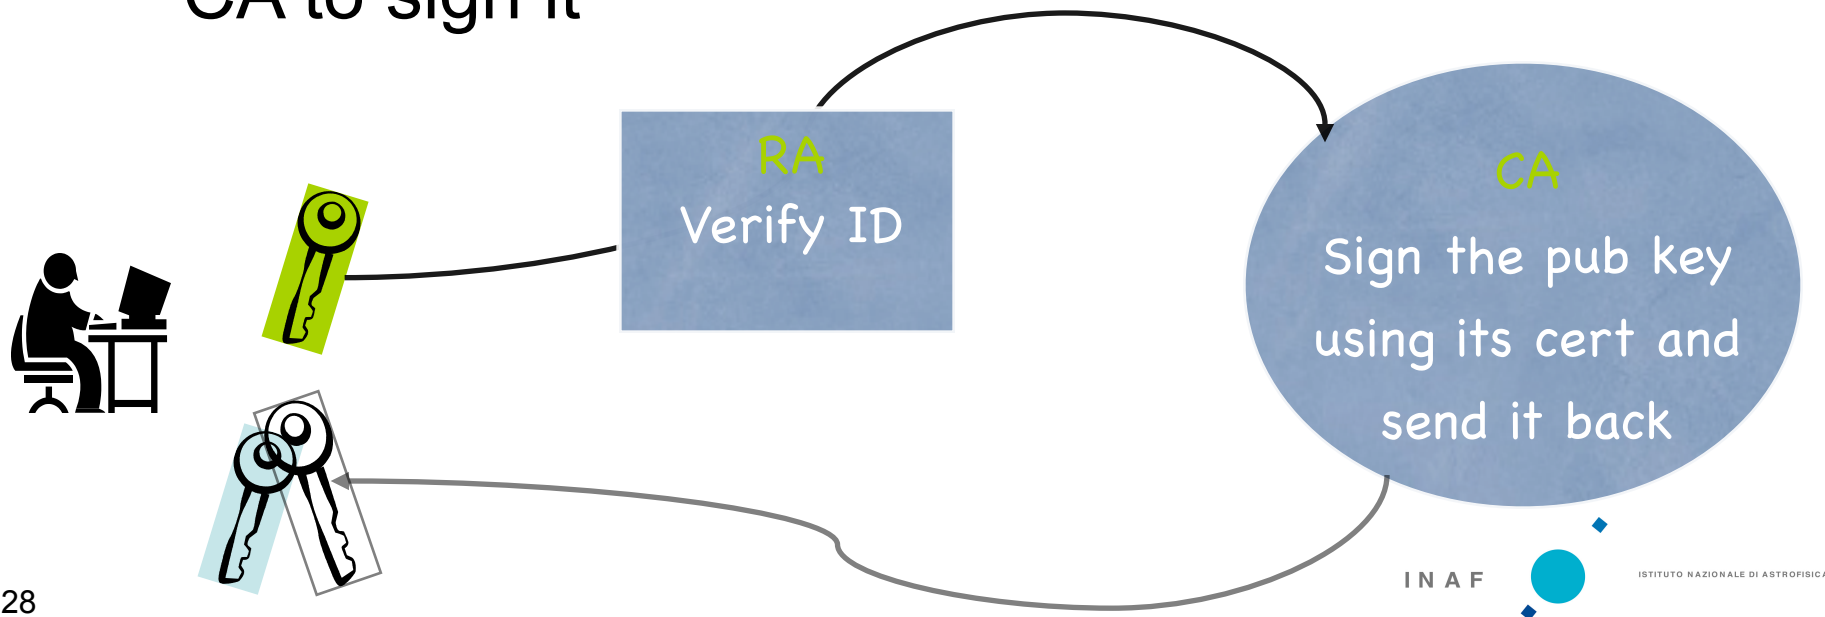 CA to sign it
RA
Verify ID
CA
Sign the pub key
using its cert and
send it back
INAF
ISTITUTO NAZIONALE DI ASTROFISICA
28